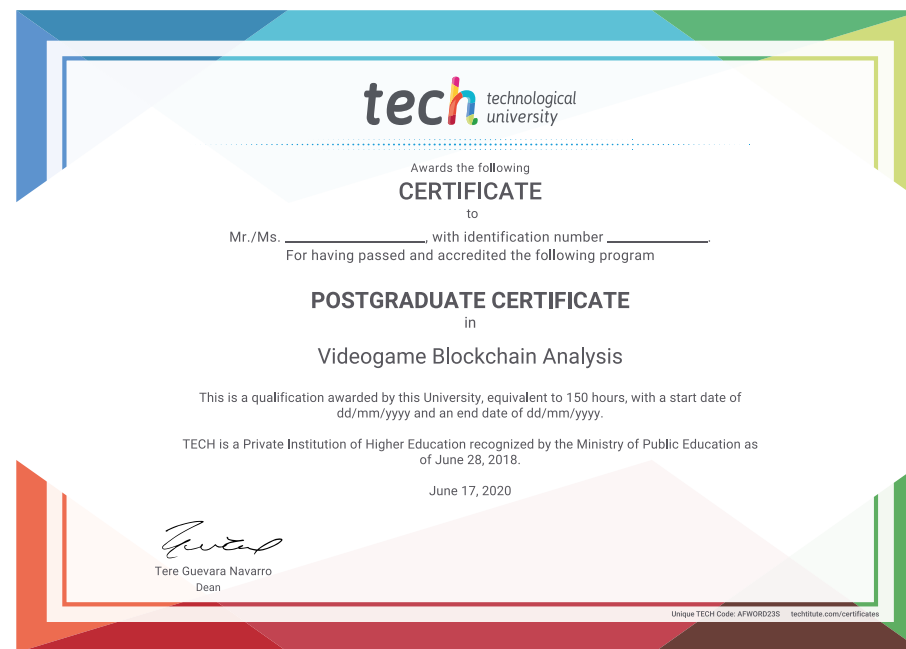 tech technological
university
Awards the following
CERTIFICATE
to
Mr./Ms. ____________________, with identification number ______________.
For having passed and accredited the following program
POSTGRADUATE CERTIFICATE
in
Videogame Blockchain Analysis
This is a qualification awarded by this University, equivalent to 150 hours, with a start date of
dd/mm/yyyy and an end date of dd/mm/yyyy.
TECH is a Private Institution of Higher Education recognized by the Ministry of Public Education as
of June 28, 2018.
June 17, 2020
Tere Guevara Navarro
Dean
Unique TECH Code: AFWORD23S techtitute.com/certificates